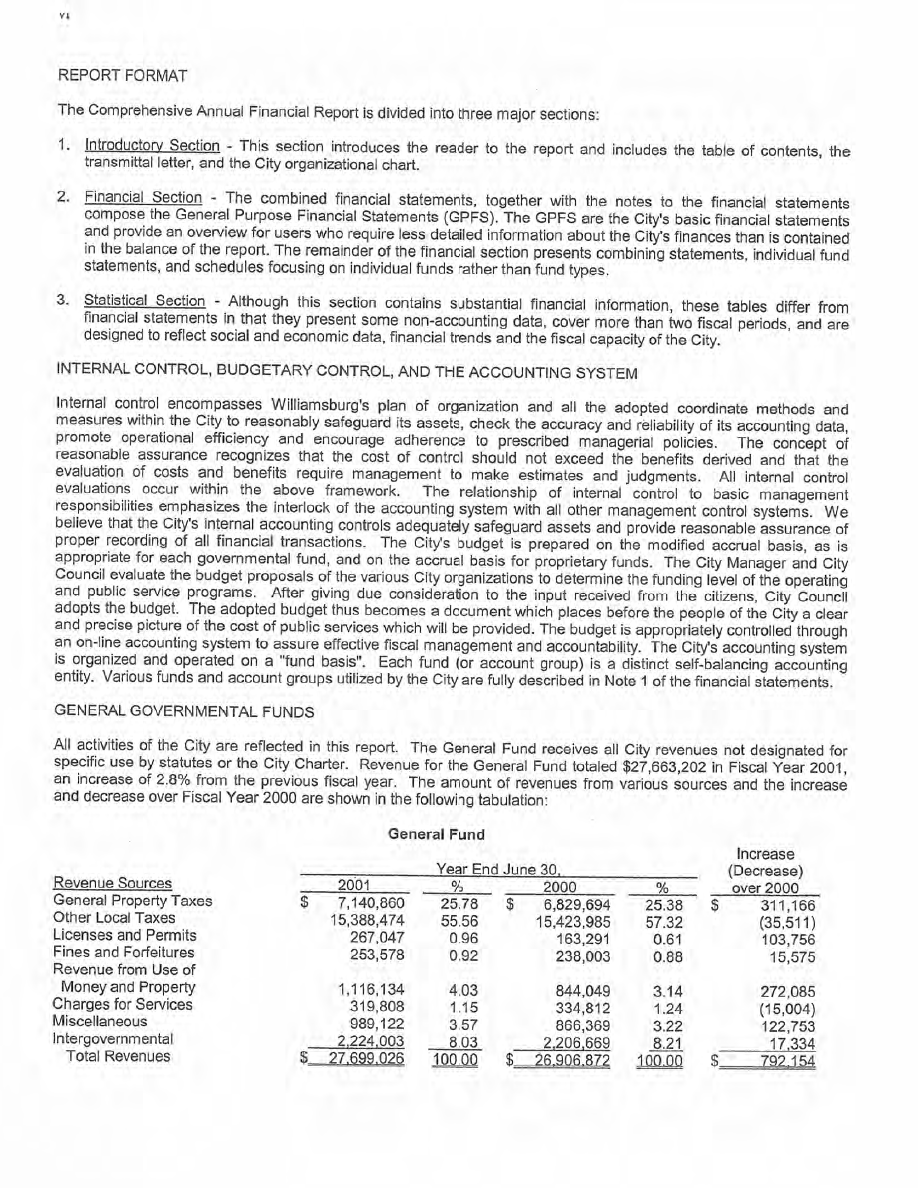 vi
REPORT FORMAT
The Comprehensive Annual Financial Report is divided into three major sections:
1. Introductory Section - This section introduces the reader to the report and includes the table of contents, the
transmittal letter, and the City organizational chart.
2. Financial Section - The combined financial statements, together with the notes to the financial statements
compose the General Purpose Financial Statements (GPFS). The GPFS are the City's basic financial statements
and provide an overview for users who require less detailed information about the City's finances than is contained
in the balance of the report. The remainder of the financial section presents combining statements, individual fund
statements, and schedules focusing on individual funds rather than fund types.
3. Statistical Section - Although this section contains substantial financial information, these tables differ from
financial statements in that they present some non-accounting data, cover more than two fiscal periods, and are
designed to reflect social and economic data, financial trends and the fiscal capacity of the City.
INTERNAL CONTROL, BUDGETARY CONTROL, AND THE ACCOUNTING SYSTEM
Internal control encompasses Williamsburg's plan of organization and all the adopted coordinate methods and
measures within the City to reasonably safeguard its assets, check the accuracy and reliability of its accounting data,
promote operational efficiency and encourage adherence to prescribed managerial policies. The concept of
reasonable assurance recognizes that the cost of control should not exceed the benefits derived and that the
evaluation of costs and benefits require management to make estimates and judgments. All internal control
evaluations occur within the above framework. The relationship of internal control to basic management
responsibilities emphasizes the interlock of the accounting system with all other management control systems. We
believe that the City's internal accounting controls adequately safeguard assets and provide reasonable assurance of
proper recording of all financial transactions. The City's budget is prepared on the modified accrual basis, as is
appropriate for each governmental fund, and on the accrual basis for proprietary funds. The City Manager and City
Council evaluate the budget proposals of the various City organizations to determine the funding level of the operating
and public service programs. After giving due consideration to the input received from the citizens, City Council
adopts the budget. The adopted budget thus becomes a document which places before the people of the City a clear
and precise picture of the cost of public services which will be provided. The budget is appropriately controlled through
an on-line accounting system to assure effective fiscal management and accountability. The City's accounting system
is organized and operated on a "fund basis". Each fund (or account group) is a distinct self-balancing accounting
entity. Various funds and account groups utilized by the City are fully described in Note 1 of the financial statements.
GENERAL GOVERNMENTAL FUNDS
All activities of the City are reflected in this report. The General Fund receives all City revenues not designated for
specific use by statutes or the City Charter. Revenue for the General Fund totaled $27,663,202 in Fiscal Year 2001,
an increase of 2.8% from the previous fiscal year. The amount of revenues from various sources and the increase
and decrease over Fiscal Year 2000 are shown in the following tabulation:
General Fund
Increase
Year End June 30, (Decrease)
Revenue Sources 2001 % 2000 % over 2000
General Property Taxes $ 7,140,860 25.78 $ 6,829,694 25.38 $ 311,166
Other Local Taxes 15,388,474 55.56 15,423,985 57.32 (35,511)
Licenses and Permits 267,047 0.96 163,291 0.61 103,756
Fines and Forfeitures 253,578 0.92 238,003 0.88 15,575
Revenue from Use of
Money and Property 1,116,134 4.03 844,049 3.14 272,085
Charges for Services 319,808 1.15 334,812 1.24 (15,004)
Miscellaneous 989,122 3.57 866,369 3.22 122,753
Intergovernmental 2,224,003 8.03 2,206,669 8.21 17,334
Total Revenues $ 27,699,026 100.00 $ 26,906,872 100.00 $ 792,154